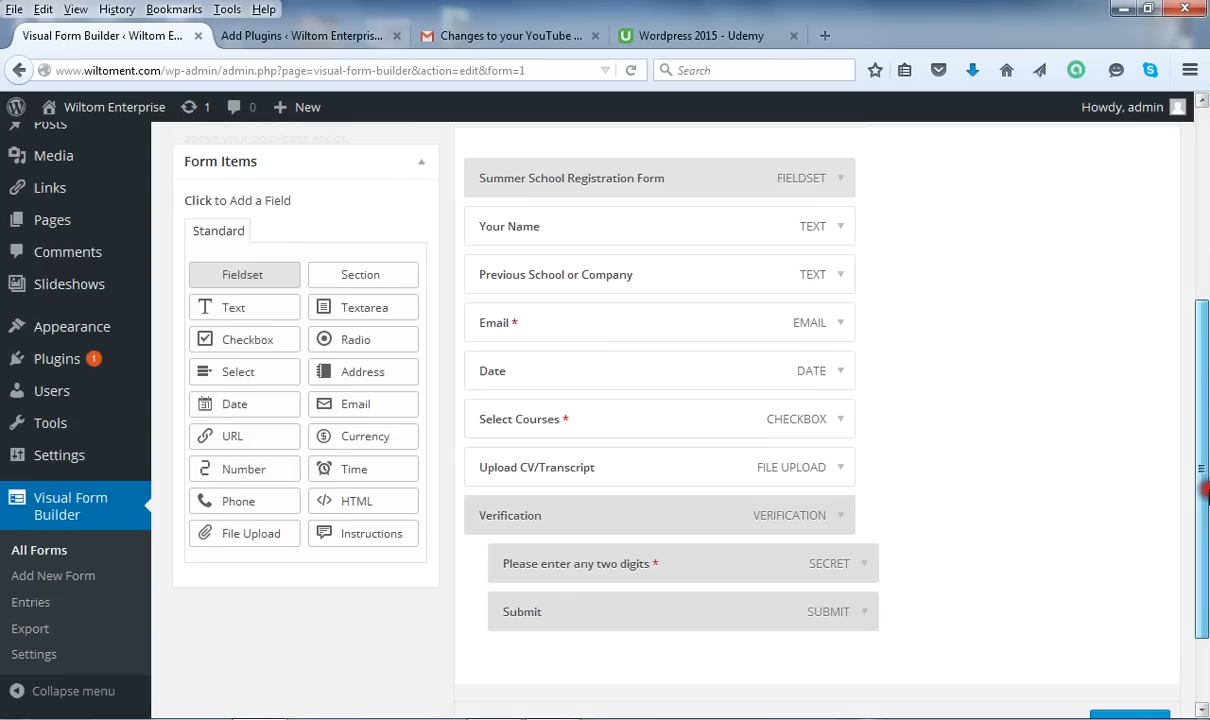 File Edit View History Bookmarks Tools Help
Visual Form Builder ‹ Wiltom E...
Add Plugins ‹ Wiltom Enterpris...
Changes to your YouTube ...
Wordpress 2015 - Udemy
www.wiltoment.com/wp-admin/admin.php?page=visual-form-builder&action=edit&form=1
Search
Wiltom Enterprise 1 0 New
Howdy, admin
Posts
Media
Links
Pages
Comments
Slideshows
Appearance
Plugins 1
Users
Tools
Settings
Visual Form
Builder
All Forms
Add New Form
Entries
Export
Settings
Collapse menu
above your post/page editor.
Form Items
Click to Add a Field
Standard
Fieldset Section
Text Textarea
Checkbox Radio
Select Address
Date Email
URL Currency
Number Time
Phone HTML
File Upload Instructions
Summer School Registration Form FIELDSET
Your Name TEXT
Previous School or Company TEXT
Email * EMAIL
Date DATE
Select Courses * CHECKBOX
Upload CV/Transcript FILE UPLOAD
Verification VERIFICATION
Please enter any two digits * SECRET
Submit SUBMIT